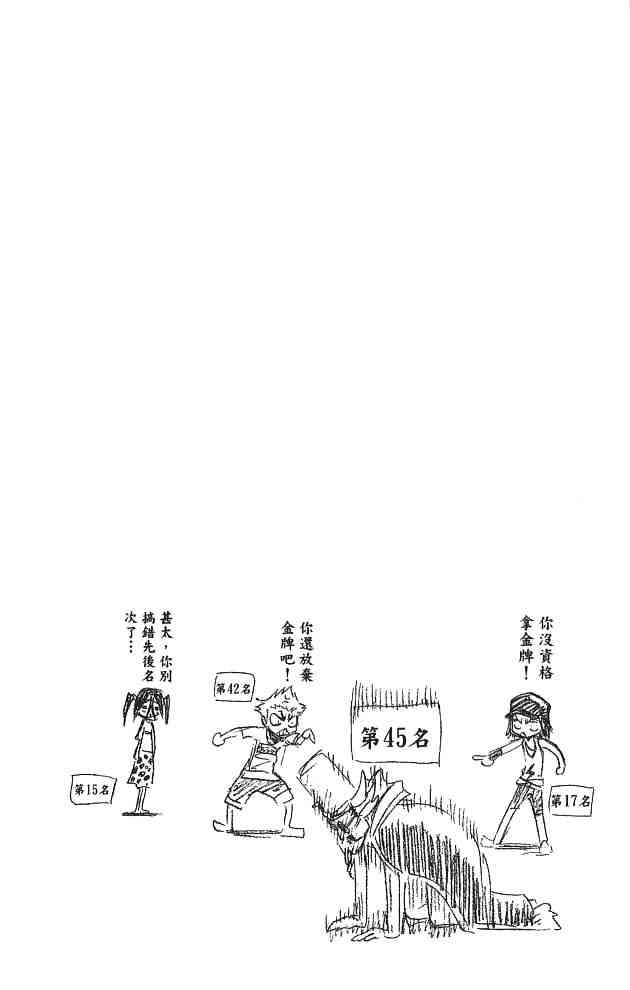 你沒資格
拿金牌！
第17名
第45名
你還放棄
金牌吧！
第42名
甚太，你別
搞錯先後名
次了…
第15名